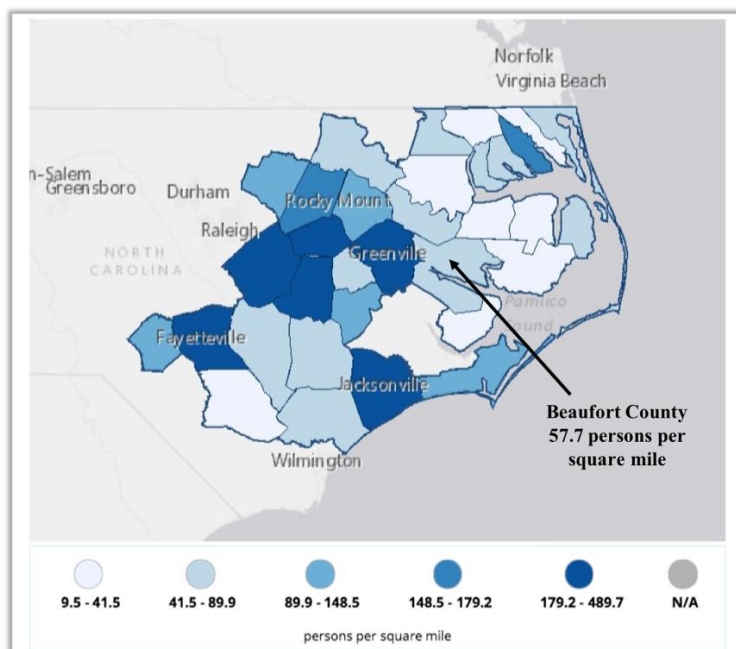 Norfolk
Virginia Beach
n-Salem
Greensboro
Durham
Rocky Mount
Raleigh
NORTH
CAROLINA
Greenville
Pamlico
Sound
Fayetteville
Jacksonville
Wilmington
Beaufort County
57.7 persons per
square mile
9.5 - 41.5
41.5 - 89.9
89.9 - 148.5
148.5 - 179.2
179.2 - 489.7
N/A
persons per square mile